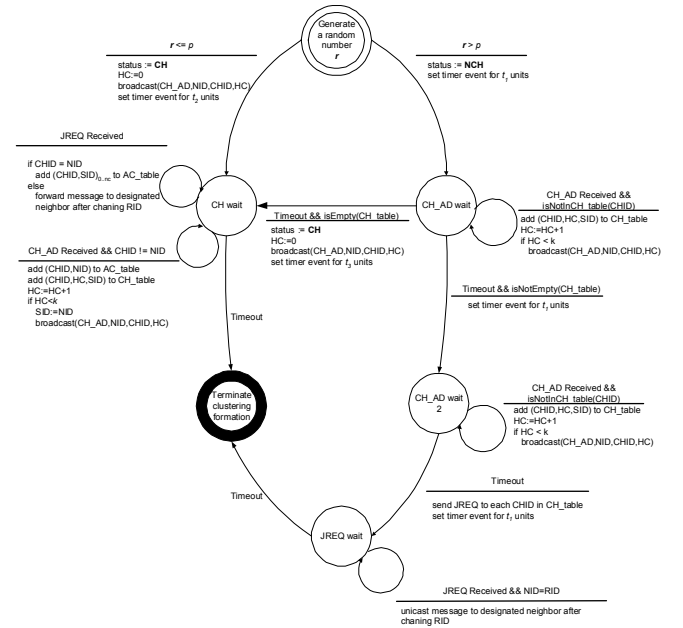 Generate
a random
number
r
r <= p
status := CH
HC:=0
broadcast(CH_AD,NID,CHID,HC)
set timer event for t2 units
r > p
status := NCH
set timer event for t1 units
JREQ Received
if CHID = NID
add (CHID,SID)0..nc to AC_table
else
forward message to designated
neighbor after chaning RID
CH wait
CH_AD wait
CH_AD Received &&
isNotInCH_table(CHID)
add (CHID,HC,SID) to CH_table
HC:=HC+1
if HC < k
broadcast(CH_AD,NID,CHID,HC)
Timeout && isEmpty(CH_table)
status := CH
HC:=0
broadcast(CH_AD,NID,CHID,HC)
set timer event for t3 units
CH_AD Received && CHID != NID
add (CHID,NID) to AC_table
add (CHID,HC,SID) to CH_table
HC:=HC+1
if HC<k
SID:=NID
broadcast(CH_AD,NID,CHID,HC)
Timeout && isNotEmpty(CH_table)
set timer event for t1 units
Timeout
Terminate
clustering
formation
CH_AD wait
2
CH_AD Received &&
isNotInCH_table(CHID)
add (CHID,HC,SID) to CH_table
HC:=HC+1
if HC < k
broadcast(CH_AD,NID,CHID,HC)
Timeout
Timeout
send JREQ to each CHID in CH_table
set timer event for t1 units
JREQ wait
JREQ Received && NID=RID
unicast message to designated neighbor after
chaning RID